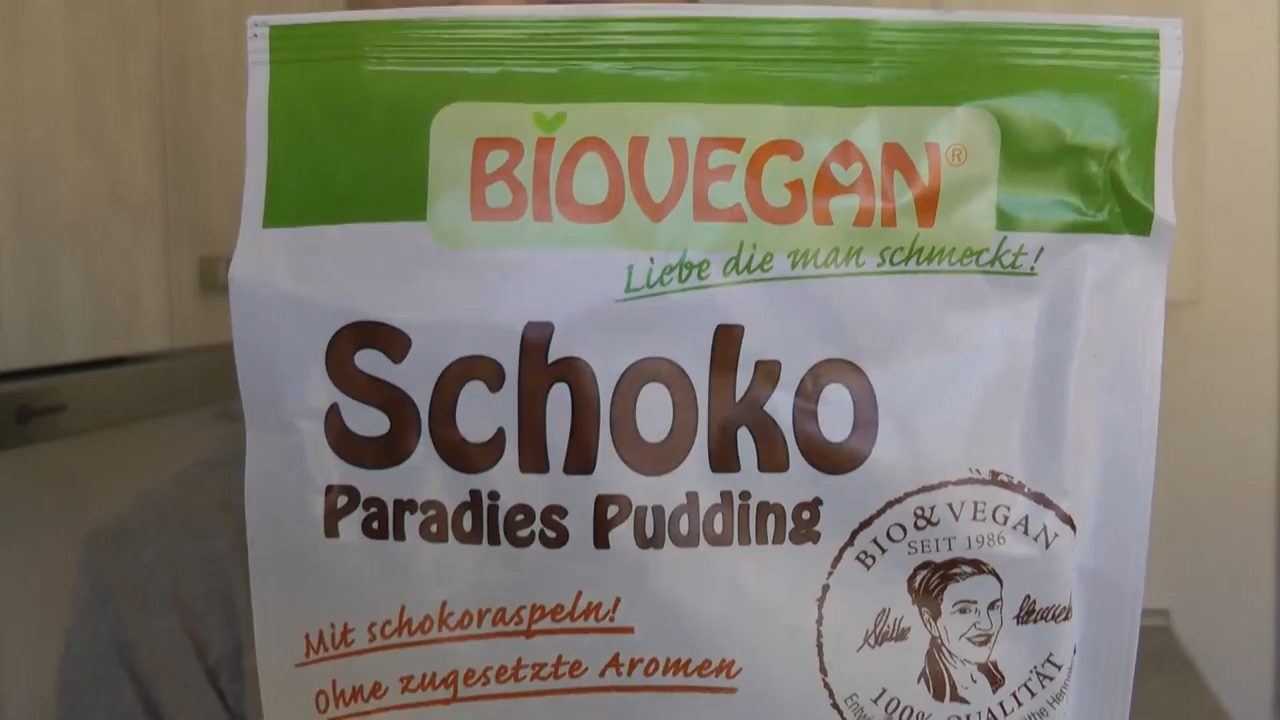 BIOVEGAN®
Liebe die man schmeckt!
Schoko
Paradies Pudding
BIO & VEGAN
SEIT 1986
Mit schokoraspeln!
ohne zugesetzte Aromen
100% QUALITÄT